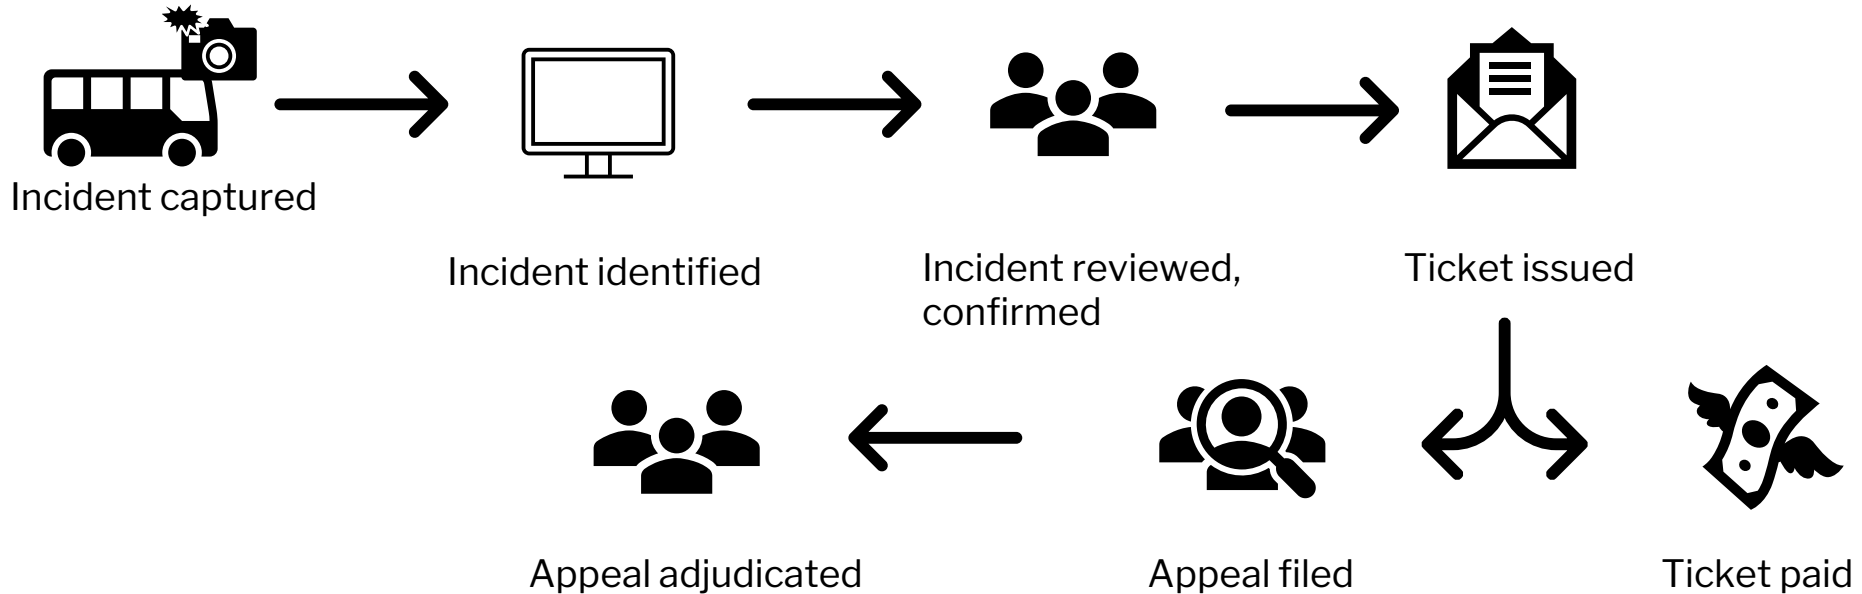 Incident captured
Incident identified
Incident reviewed,
confirmed
Ticket issued
Appeal adjudicated
Appeal filed
Ticket paid